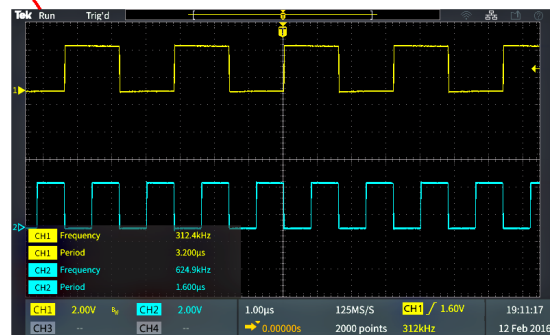 Tek Run Trig'd
T
1
2
CH1 Frequency 312.4kHz
CH1 Period 3.200µs
CH2 Frequency 624.9kHz
CH2 Period 1.600µs
CH1 2.00V CH2 2.00V 1.00µs 125MS/S CH1 1.60V 19:11:17
CH3 -- CH4 -- 0.00000s 2000 points 312kHz 12 Feb 2016